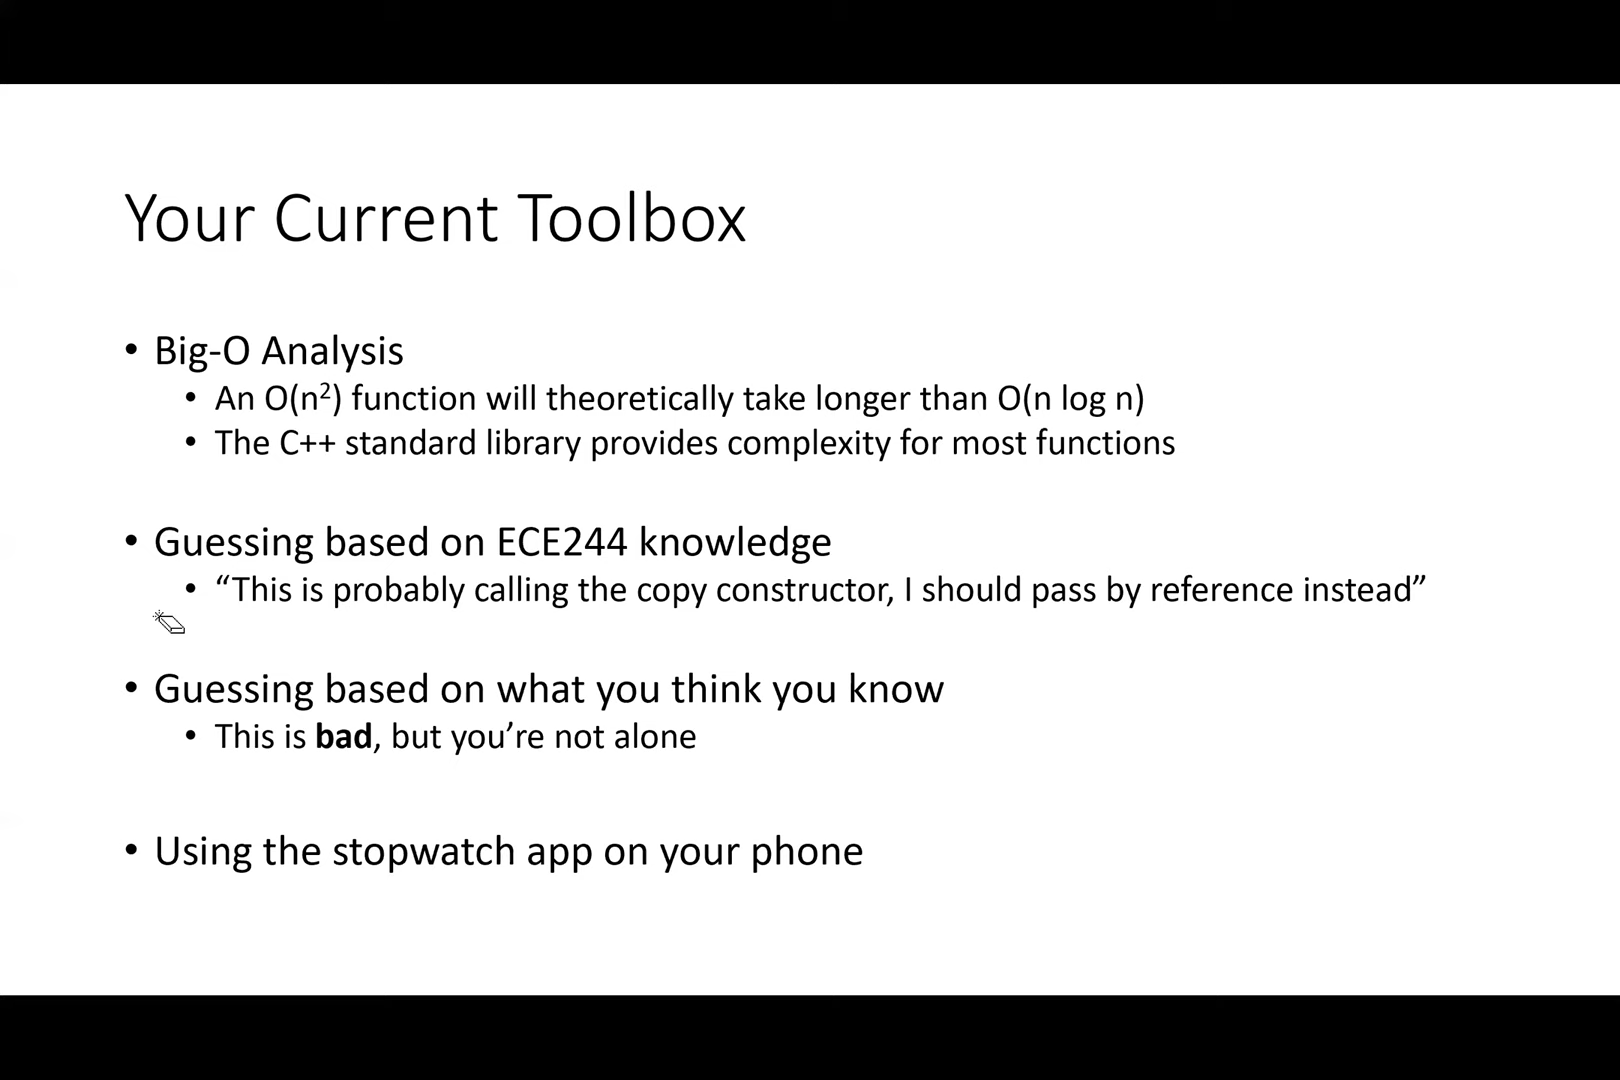 Your Current Toolbox
• Big-O Analysis
• An O(n²) function will theoretically take longer than O(n log n)
• The C++ standard library provides complexity for most functions
• Guessing based on ECE244 knowledge
• “This is probably calling the copy constructor, I should pass by reference instead”
• Guessing based on what you think you know
• This is bad, but you’re not alone
• Using the stopwatch app on your phone